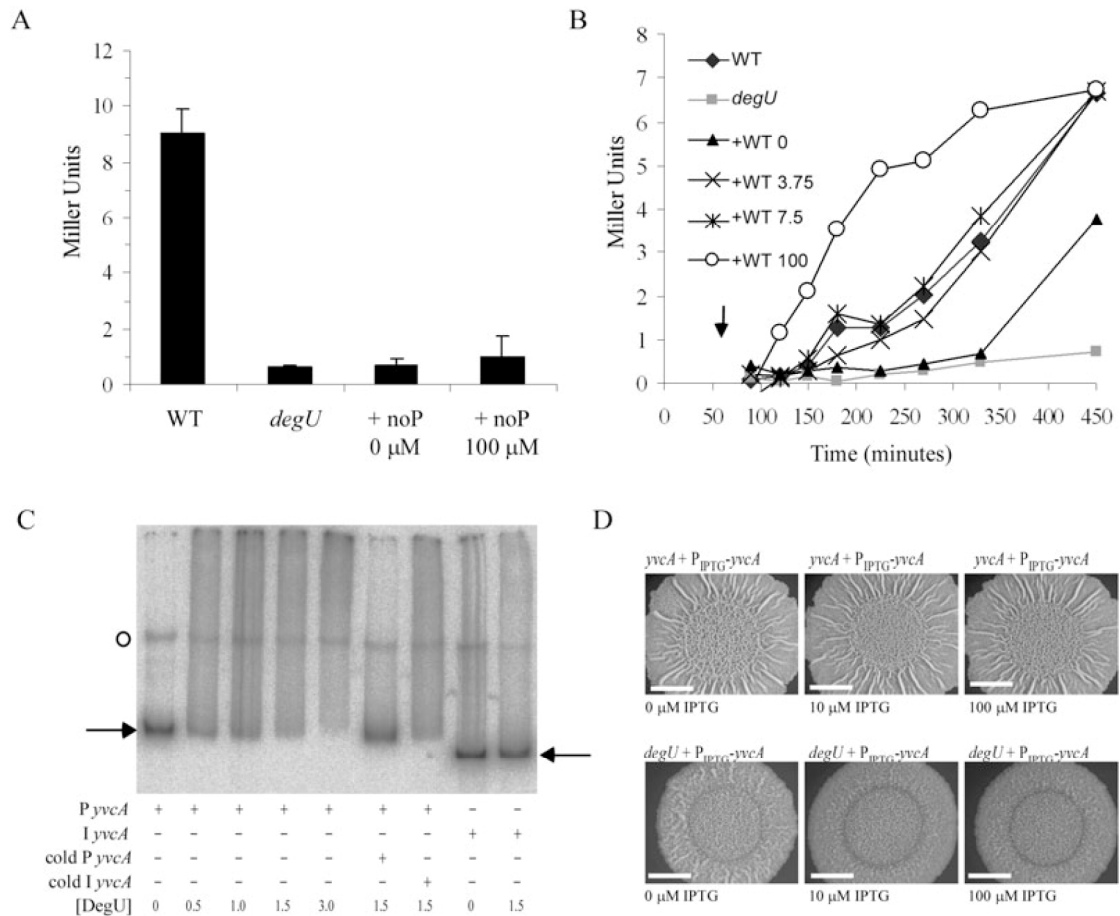 A
12
10
8
6
4
2
0
Miller Units
WT
degU
+ noP
0 μM
+ noP
100 μM
B
8
7
6
5
4
3
2
1
0
Miller Units
WT
degU
+WT 0
+WT 3.75
+WT 7.5
+WT 100
0 50 100 150 200 250 300 350 400 450
Time (minutes)
C
P yvcA + + + + + + + − −
I yvcA − − − − − − − + +
cold P yvcA − − − − − + − − −
cold I yvcA − − − − − − + − −
[DegU] 0 0.5 1.0 1.5 3.0 1.5 1.5 0 1.5
D
yvcA + PIPTG-yvcA yvcA + PIPTG-yvcA yvcA + PIPTG-yvcA
0 μM IPTG 10 μM IPTG 100 μM IPTG
degU + PIPTG-yvcA degU + PIPTG-yvcA degU + PIPTG-yvcA
0 μM IPTG 10 μM IPTG 100 μM IPTG